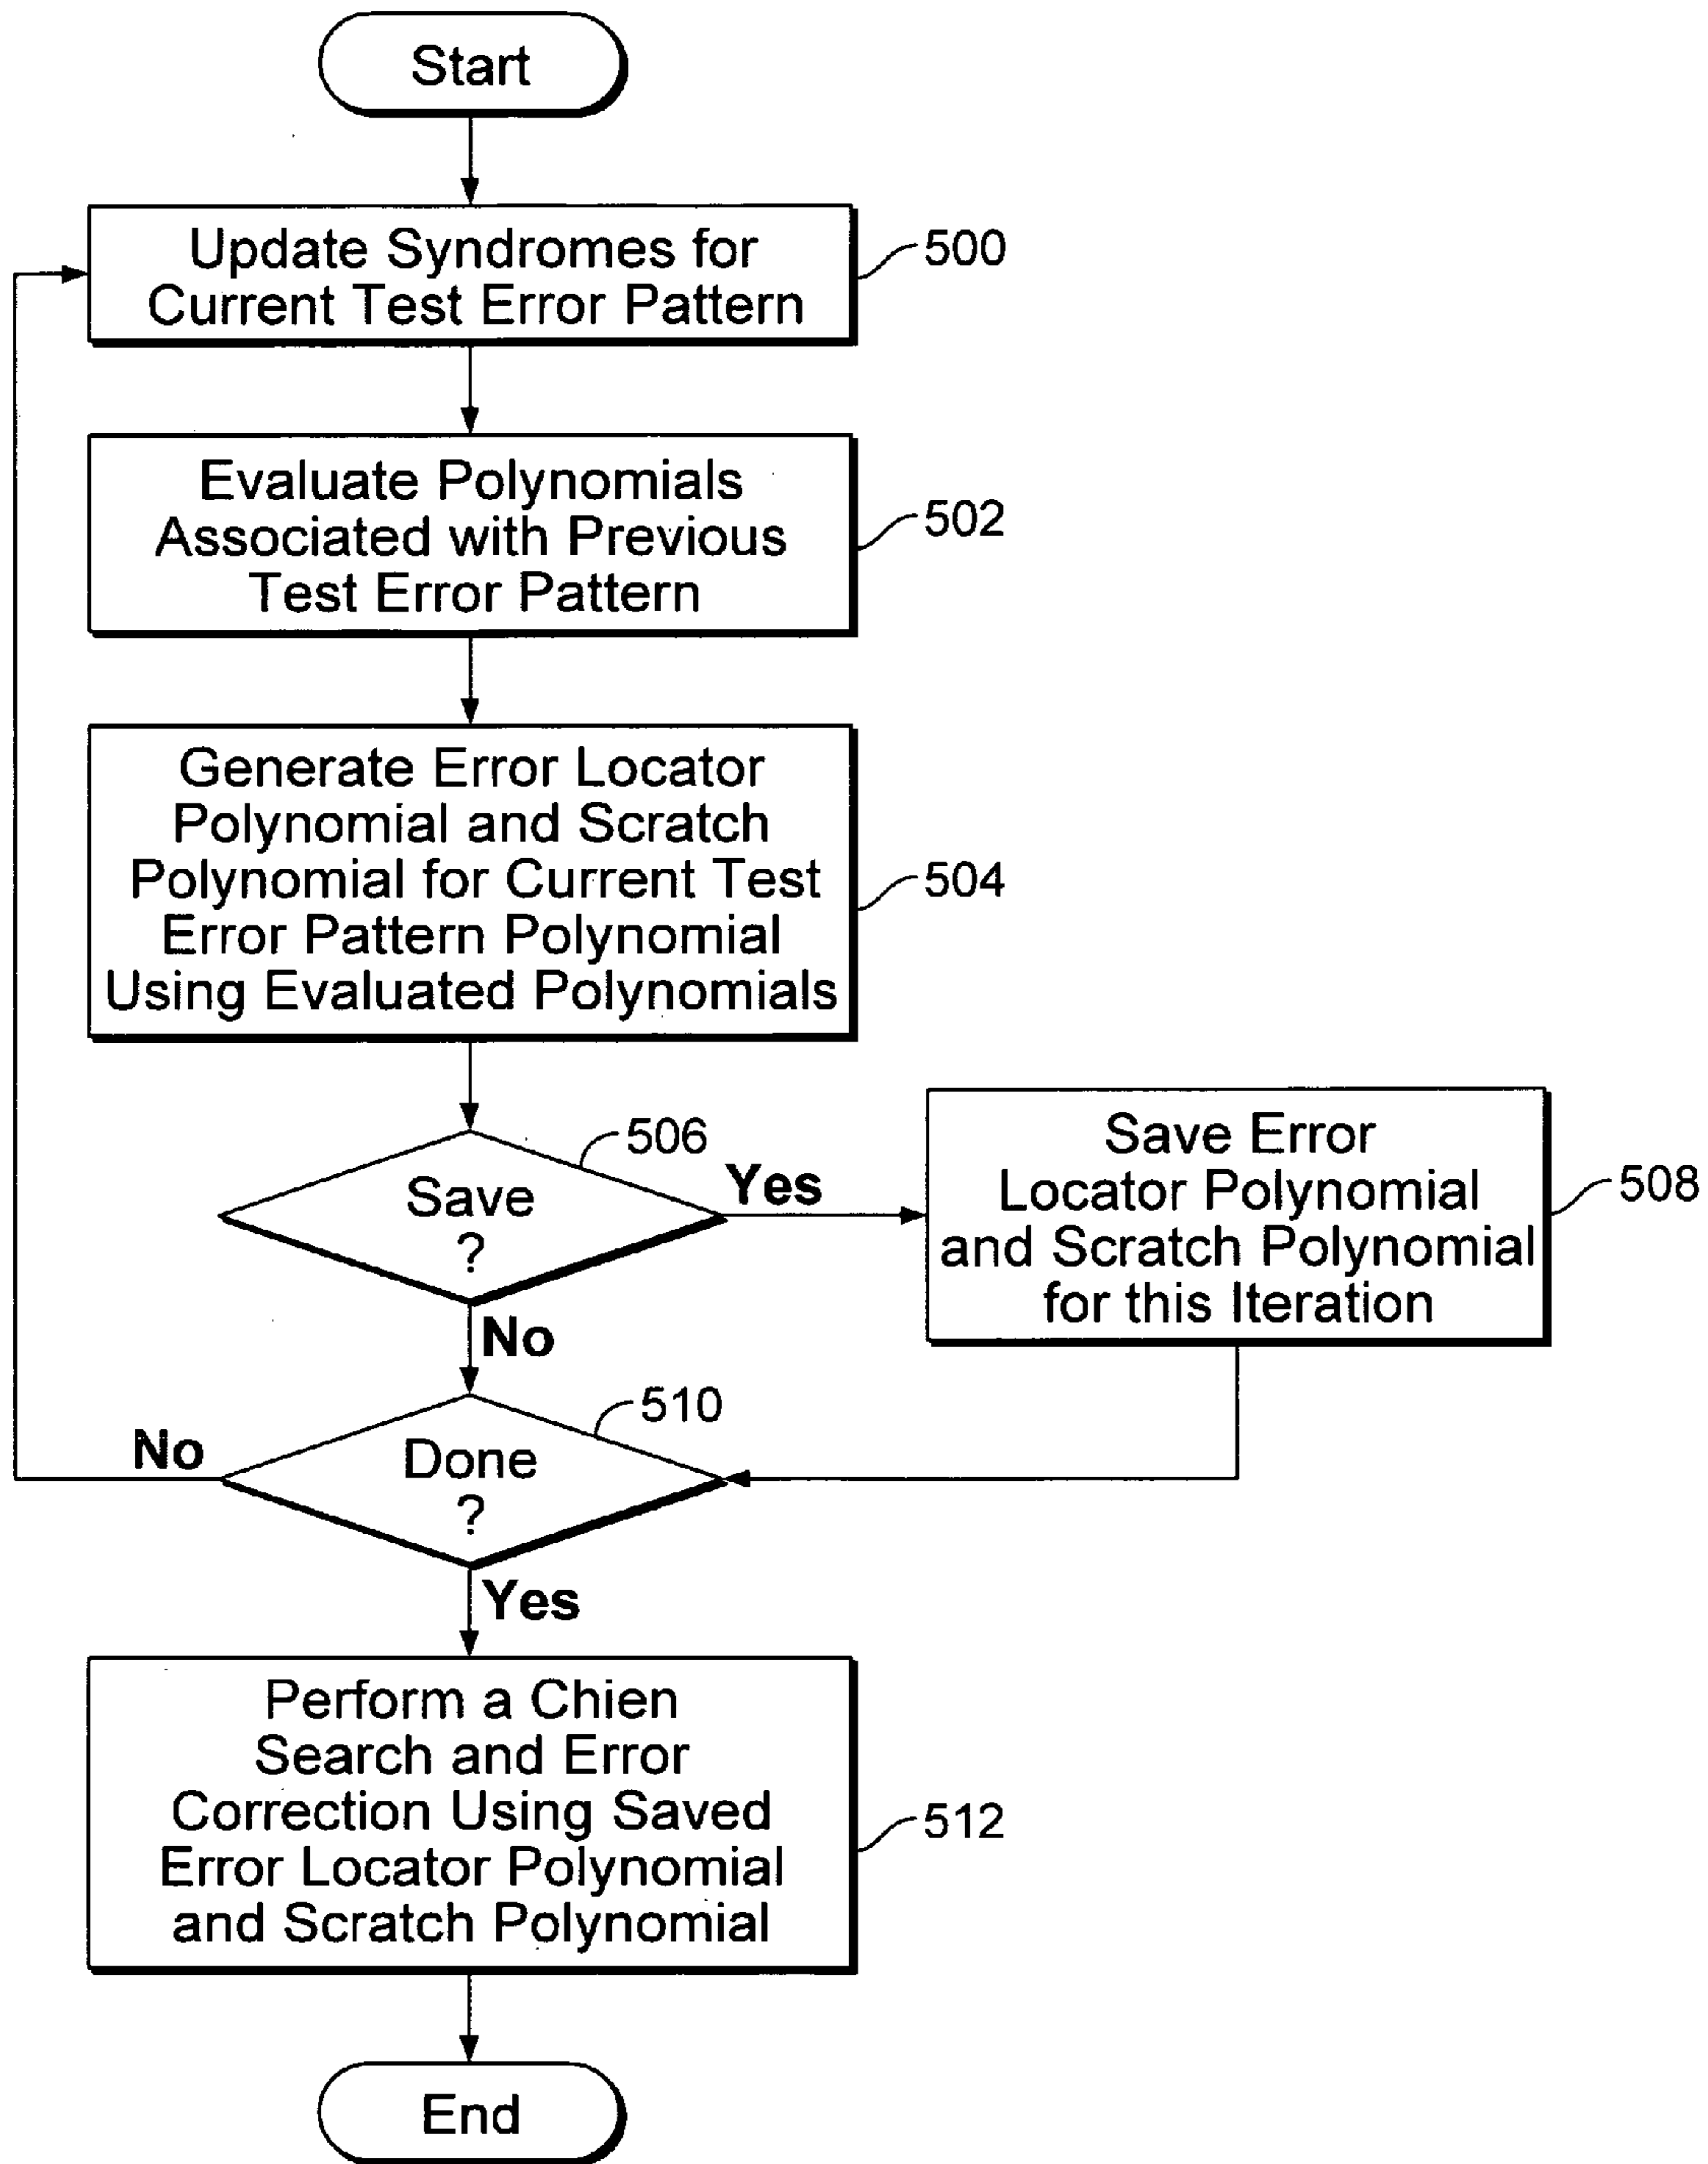 Start
Update Syndromes for
Current Test Error Pattern
500
Evaluate Polynomials
Associated with Previous
Test Error Pattern
502
Generate Error Locator
Polynomial and Scratch
Polynomial for Current Test
Error Pattern Polynomial
Using Evaluated Polynomials
504
506
Save
?
Yes
No
Save Error
Locator Polynomial
and Scratch Polynomial
for this Iteration
508
510
Done
?
No
Yes
Perform a Chien
Search and Error
Correction Using Saved
Error Locator Polynomial
and Scratch Polynomial
512
End